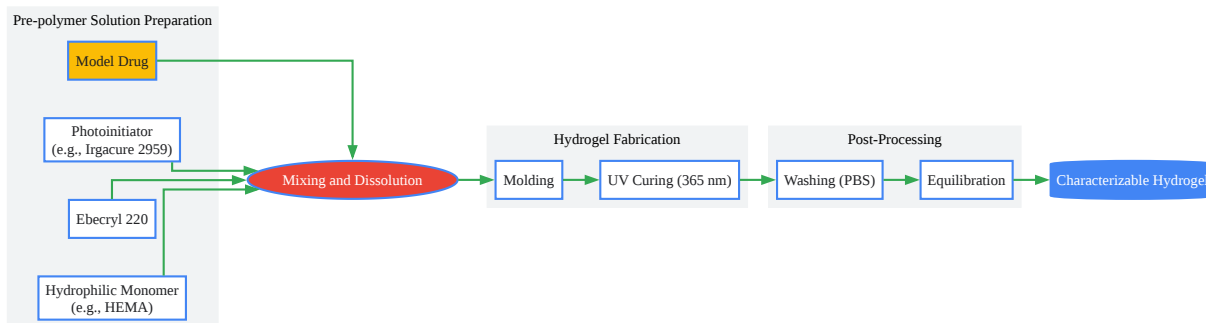 Pre-polymer Solution Preparation
Model Drug
Photoinitiator
(e.g., Irgacure 2959)
Ebecryl 220
Hydrophilic Monomer
(e.g., HEMA)
Mixing and Dissolution
Hydrogel Fabrication
Molding
UV Curing (365 nm)
Post-Processing
Washing (PBS)
Equilibration
Characterizable Hydrogel